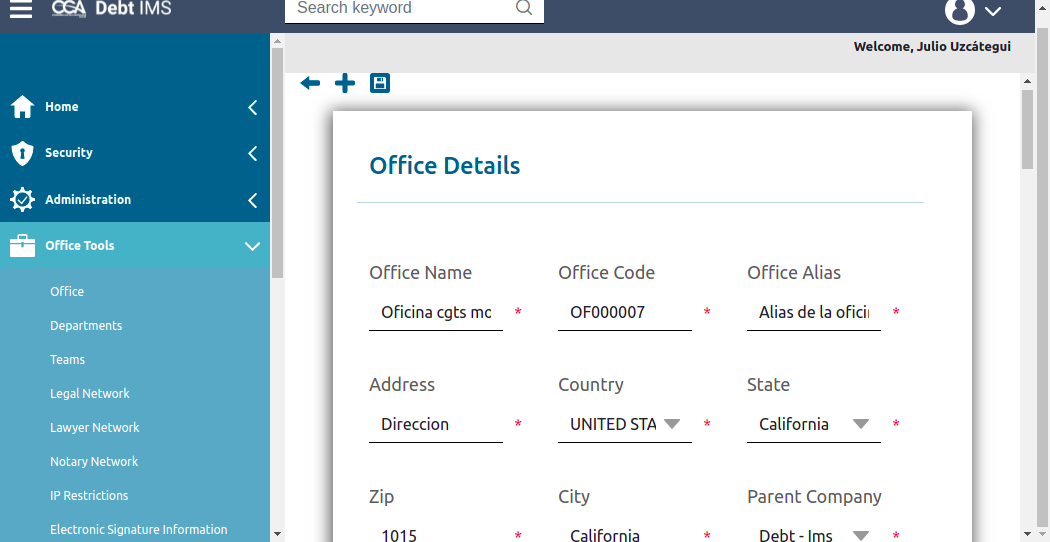 CGA Debt IMS
Search keyword
Welcome, Julio Uzcátegui
Home
Security
Administration
Office Tools
Office
Departments
Teams
Legal Network
Lawyer Network
Notary Network
IP Restrictions
Electronic Signature Information
Office Details
Office Name Office Code Office Alias
Oficina cgts mo * OF000007 * Alias de la ofici *
Address Country State
Direccion * UNITED STA * California *
Zip City Parent Company
1015 * California * Debt - Ims *